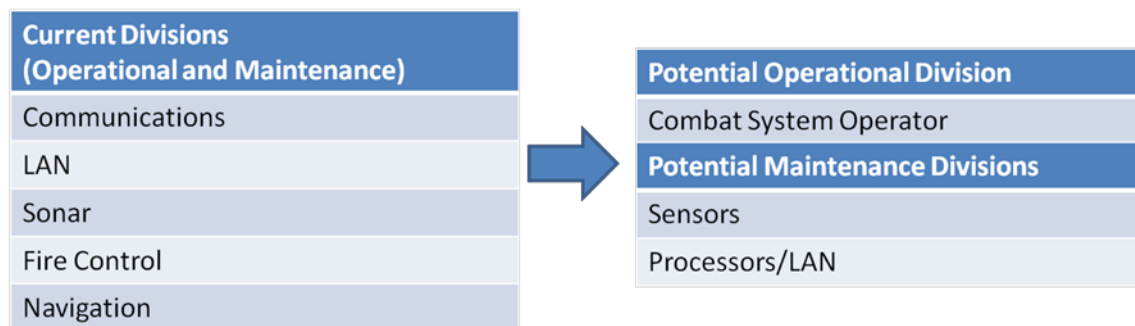 Current Divisions
(Operational and Maintenance)
Communications
LAN
Sonar
Fire Control
Navigation
Potential Operational Division
Combat System Operator
Potential Maintenance Divisions
Sensors
Processors/LAN